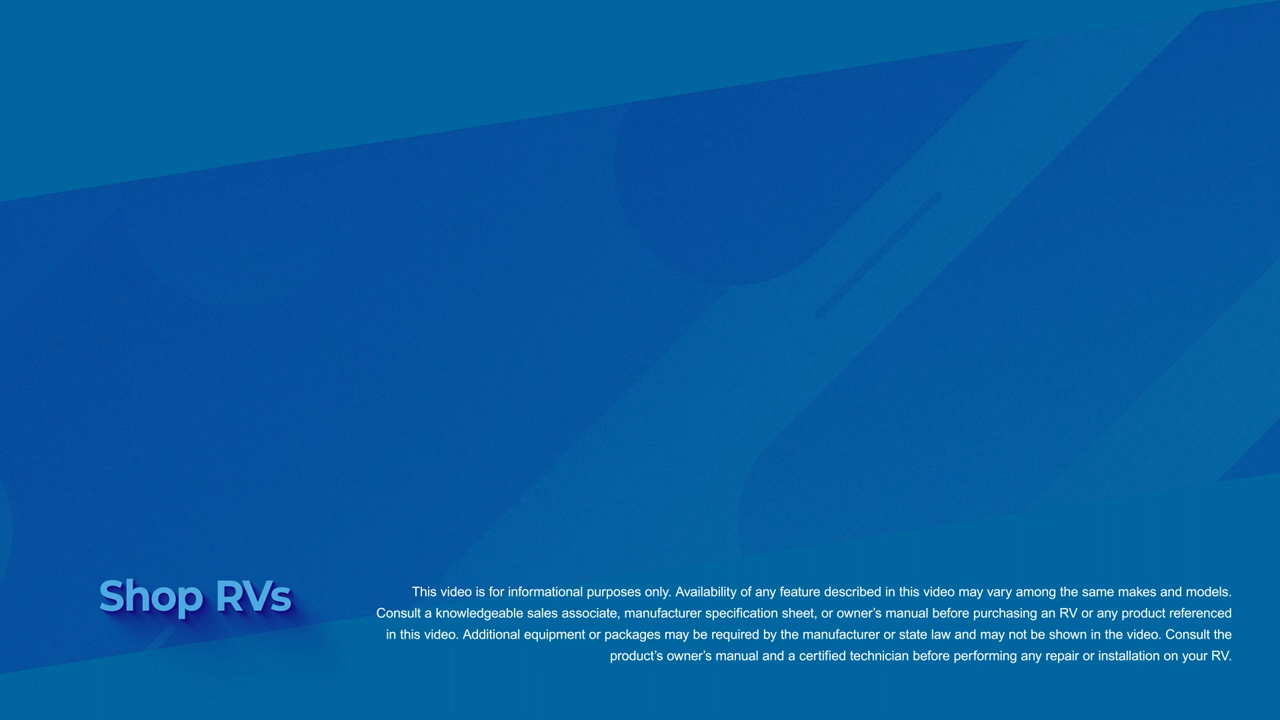 Shop RVs
This video is for informational purposes only. Availability of any feature described in this video may vary among the same makes and models.
Consult a knowledgeable sales associate, manufacturer specification sheet, or owner’s manual before purchasing an RV or any product referenced
in this video. Additional equipment or packages may be required by the manufacturer or state law and may not be shown in the video. Consult the
product’s owner’s manual and a certified technician before performing any repair or installation on your RV.